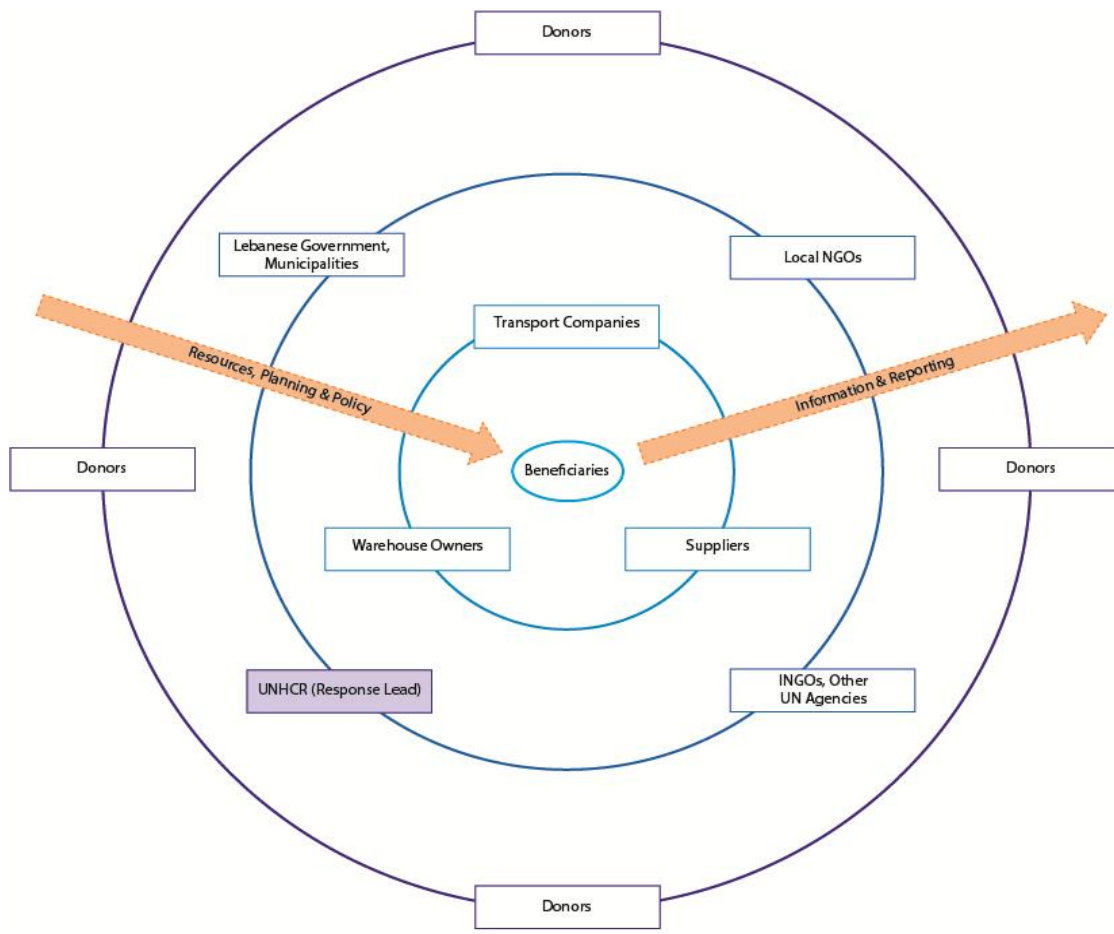 Donors
Lebanese Government,
Municipalities
Local NGOs
Transport Companies
Resources, Planning & Policy
Information & Reporting
Donors
Beneficiaries
Donors
Warehouse Owners
Suppliers
UNHCR (Response Lead)
INGOs, Other
UN Agencies
Donors